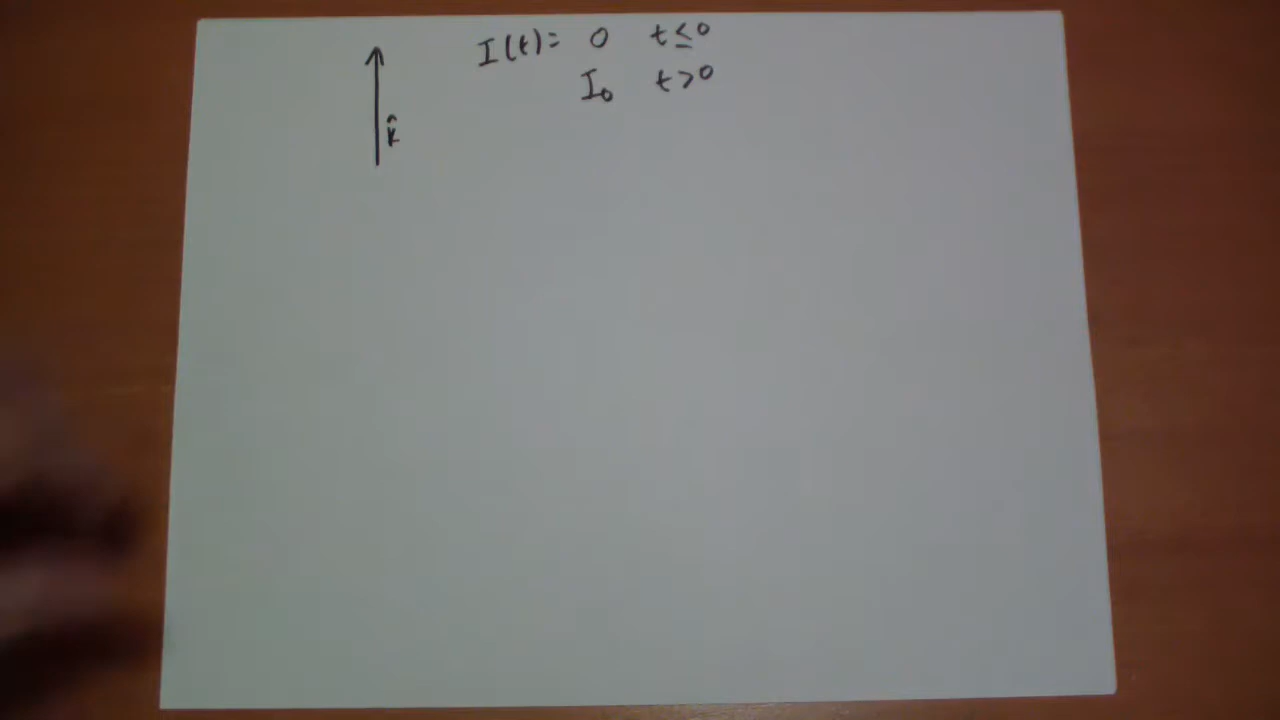 I(t) = 0 t ≤ 0
I₀ t > 0
k̂